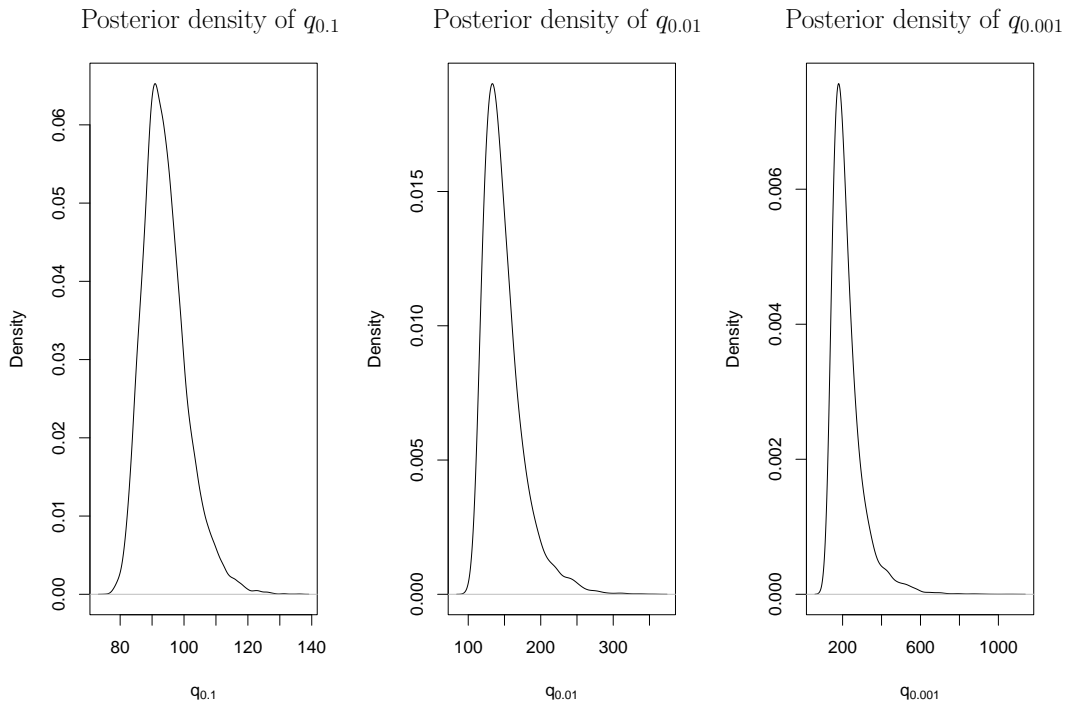 Posterior density of q0.1
Density
0.00
0.01
0.02
0.03
0.04
0.05
0.06
80
100
120
140
q0.1
Posterior density of q0.01
Density
0.000
0.005
0.010
0.015
100
200
300
q0.01
Posterior density of q0.001
Density
0.000
0.002
0.004
0.006
200
600
1000
q0.001